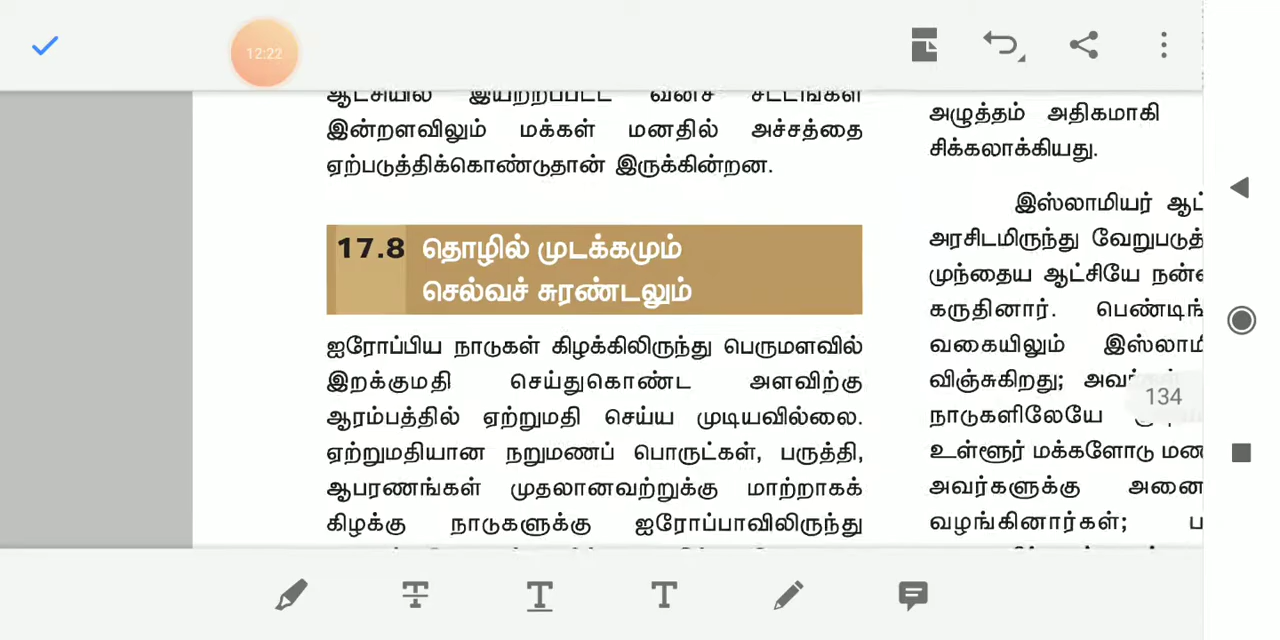 12:22
ஆட்சியில் இயற்றப்பட்ட வனச் சட்டங்கள்
இன்றளவிலும் மக்கள் மனதில் அச்சத்தை
ஏற்படுத்திக்கொண்டுதான் இருக்கின்றன.
17.8 தொழில் முடக்கமும்
செல்வச் சுரண்டலும்
ஐரோப்பிய நாடுகள் கிழக்கிலிருந்து பெருமளவில்
இறக்குமதி செய்துகொண்ட அளவிற்கு
ஆரம்பத்தில் ஏற்றுமதி செய்ய முடியவில்லை.
ஏற்றுமதியான நறுமணப் பொருட்கள், பருத்தி,
ஆபரணங்கள் முதலானவற்றுக்கு மாற்றாகக்
கிழக்கு நாடுகளுக்கு ஐரோப்பாவிலிருந்து
அழுத்தம் அதிகமாகி
சிக்கலாக்கியது.
இஸ்லாமியர்
அரசிடமிருந்து
முந்தைய ஆட்சியே
கருதினார்.
வகையிலும்
விஞ்சுகிறது;
நாடுகளிலேயே
உள்ளூர் மக்களோடு
அவர்களுக்கு
வழங்கினார்கள்;
134